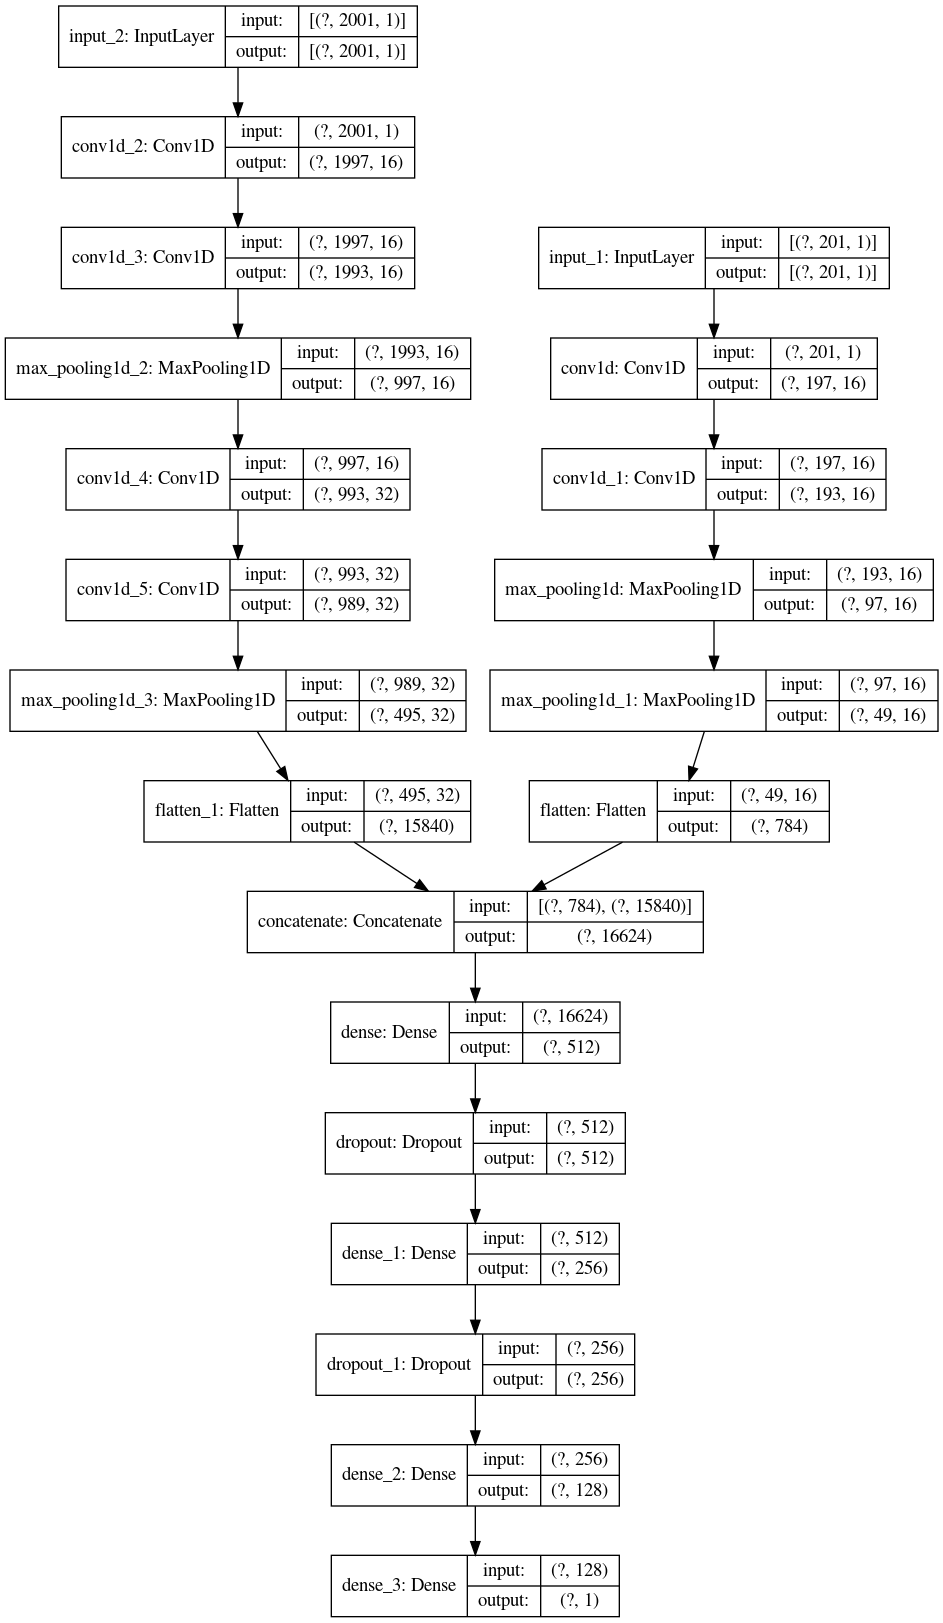 input_2: InputLayer
input: [(?, 2001, 1)]
output: [(?, 2001, 1)]
conv1d_2: Conv1D
input: (?, 2001, 1)
output: (?, 1997, 16)
conv1d_3: Conv1D
input: (?, 1997, 16)
output: (?, 1993, 16)
input_1: InputLayer
input: [(?, 201, 1)]
output: [(?, 201, 1)]
max_pooling1d_2: MaxPooling1D
input: (?, 1993, 16)
output: (?, 997, 16)
conv1d: Conv1D
input: (?, 201, 1)
output: (?, 197, 16)
conv1d_4: Conv1D
input: (?, 997, 16)
output: (?, 993, 32)
conv1d_1: Conv1D
input: (?, 197, 16)
output: (?, 193, 16)
conv1d_5: Conv1D
input: (?, 993, 32)
output: (?, 989, 32)
max_pooling1d: MaxPooling1D
input: (?, 193, 16)
output: (?, 97, 16)
max_pooling1d_3: MaxPooling1D
input: (?, 989, 32)
output: (?, 495, 32)
max_pooling1d_1: MaxPooling1D
input: (?, 97, 16)
output: (?, 49, 16)
flatten_1: Flatten
input: (?, 495, 32)
output: (?, 15840)
flatten: Flatten
input: (?, 49, 16)
output: (?, 784)
concatenate: Concatenate
input: [(?, 784), (?, 15840)]
output: (?, 16624)
dense: Dense
input: (?, 16624)
output: (?, 512)
dropout: Dropout
input: (?, 512)
output: (?, 512)
dense_1: Dense
input: (?, 512)
output: (?, 256)
dropout_1: Dropout
input: (?, 256)
output: (?, 256)
dense_2: Dense
input: (?, 256)
output: (?, 128)
dense_3: Dense
input: (?, 128)
output: (?, 1)